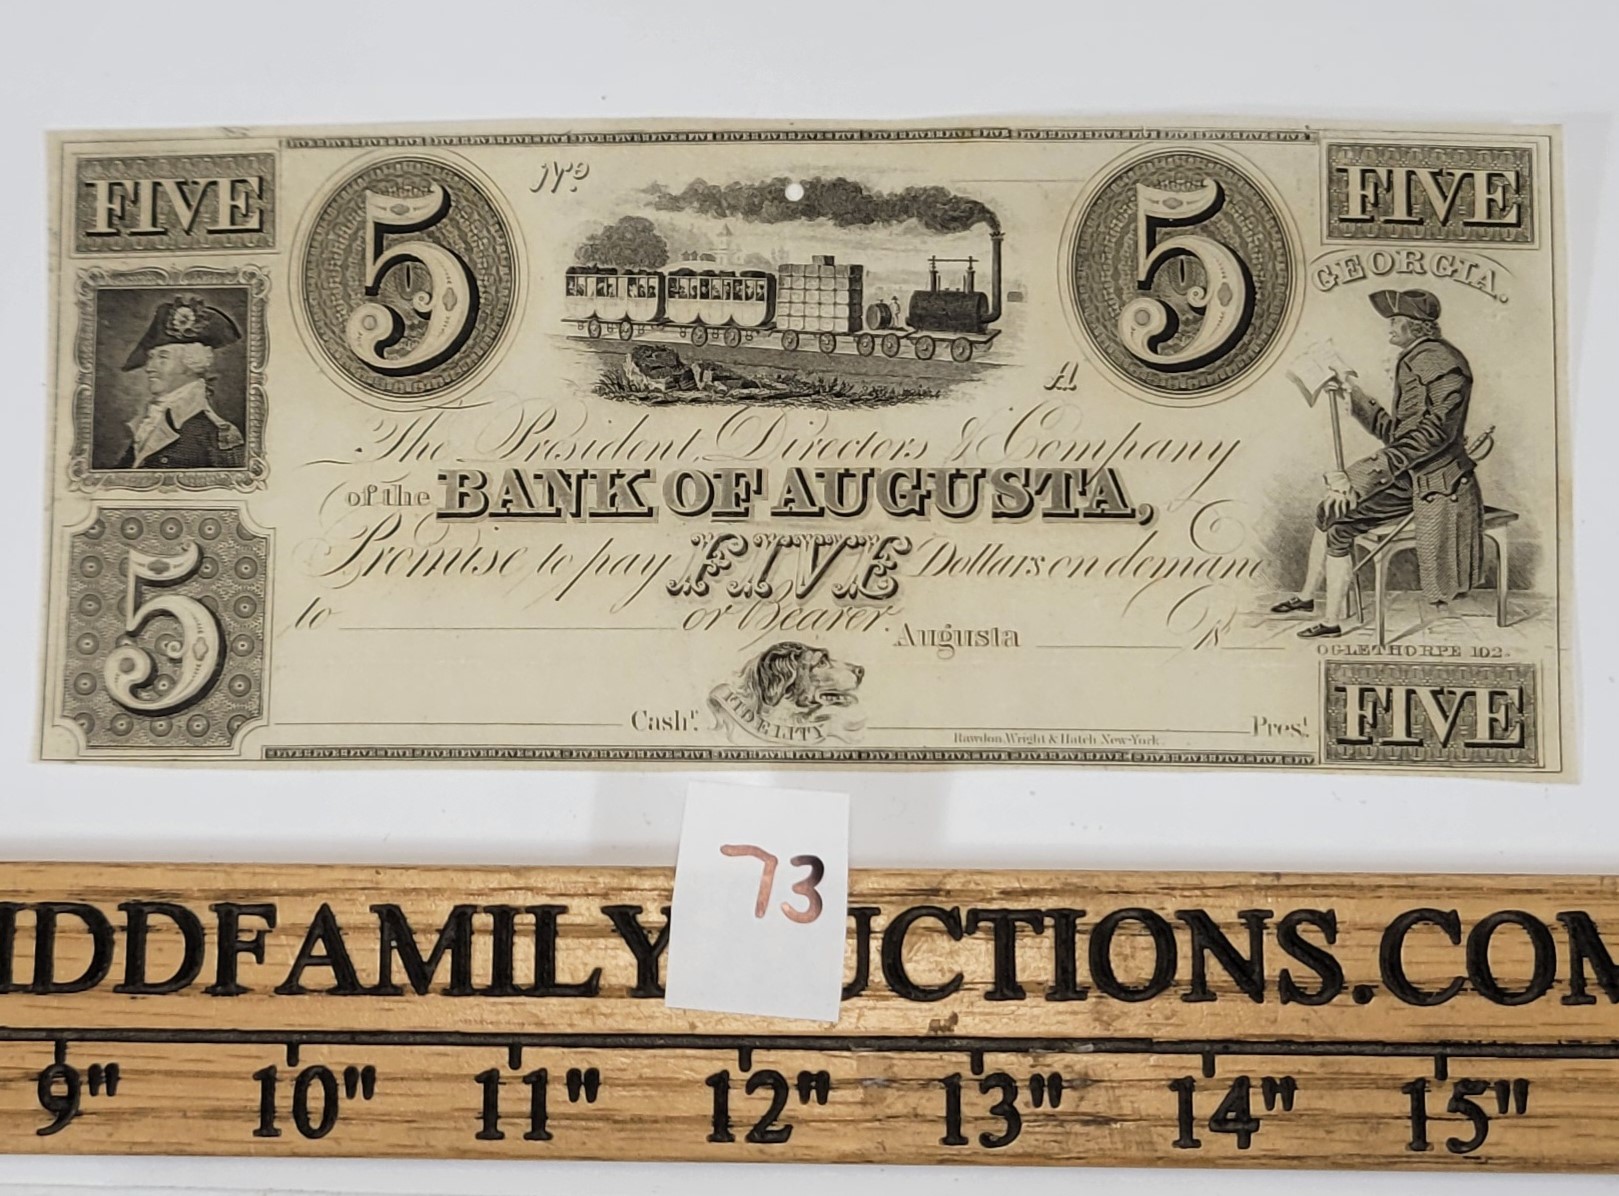 FIVE
5
No
5
FIVE
GEORGIA.
A
The President, Directors & Company
of the BANK OF AUGUSTA,
Promise to pay FIVE Dollars on demand
to or Bearer.
Augusta 18
5
OGLETHORPE 102.
Cashr.
FIDELITY
Rawdon, Wright & Hatch New-York.
Prest.
FIVE
73
IDDFAMILY UCTIONS.COM
9" 10" 11" 12" 13" 14" 15"